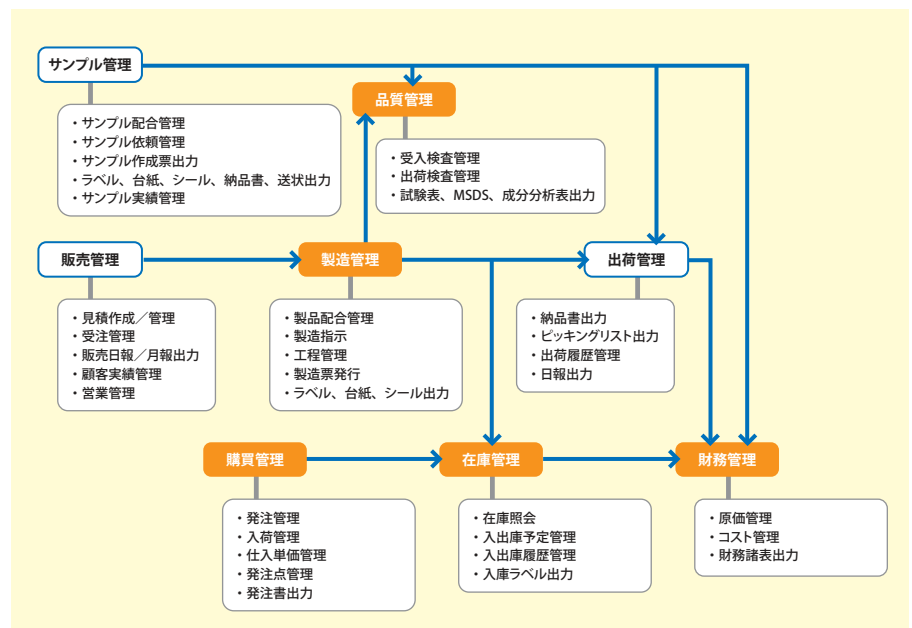 サンプル管理
・サンプル配合管理
・サンプル依頼管理
・サンプル作成票出力
・ラベル、台紙、シール、納品書、送状出力
・サンプル実績管理
品質管理
・受入検査管理
・出荷検査管理
・試験表、MSDS、成分分析表出力
販売管理
・見積作成／管理
・受注管理
・販売日報／月報出力
・顧客実績管理
・営業管理
製造管理
・製品配合管理
・製造指示
・工程管理
・製造票発行
・ラベル、台紙、シール出力
出荷管理
・納品書出力
・ピッキングリスト出力
・出荷履歴管理
・日報出力
購買管理
・発注管理
・入荷管理
・仕入単価管理
・発注点管理
・発注書出力
在庫管理
・在庫照会
・入出庫予定管理
・入出庫履歴管理
・入庫ラベル出力
財務管理
・原価管理
・コスト管理
・財務諸表出力